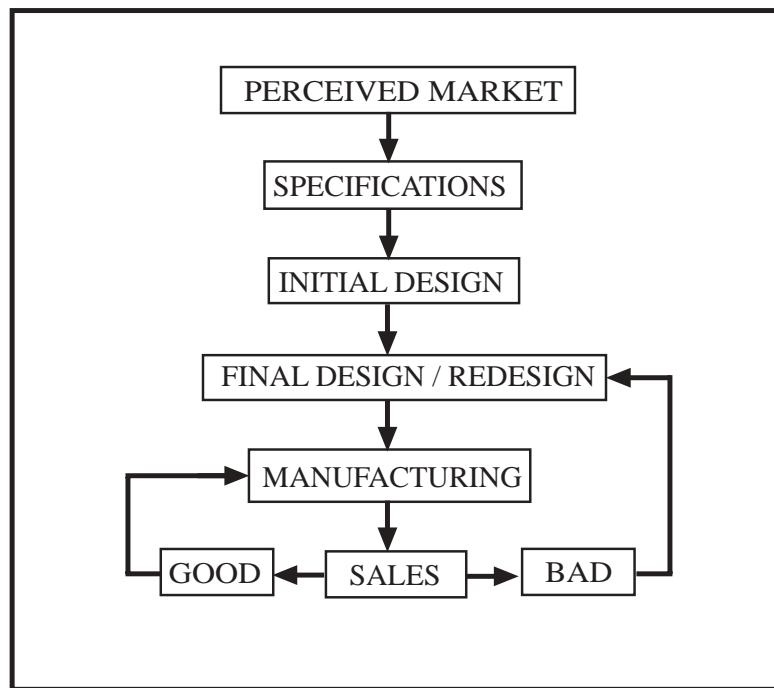 PERCEIVED MARKET
SPECIFICATIONS
INITIAL DESIGN
FINAL DESIGN / REDESIGN
MANUFACTURING
GOOD
SALES
BAD